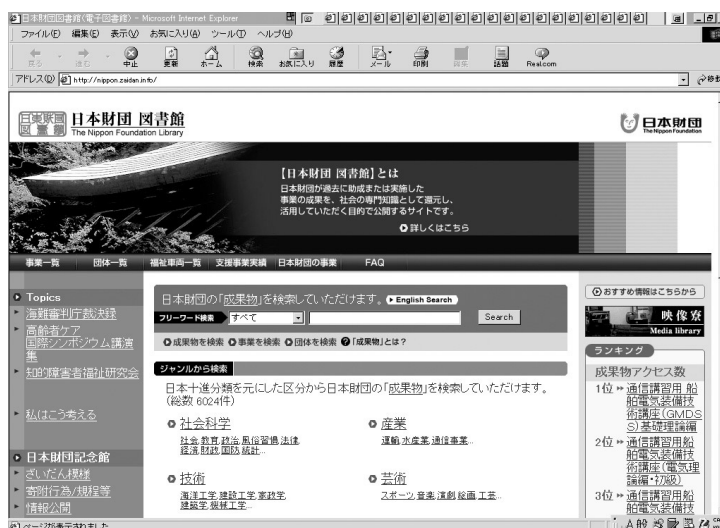 日本財団図書館(電子図書館) - Microsoft Internet Explorer
ファイル(F) 編集(E) 表示(V) お気に入り(A) ツール(T) ヘルプ(H)
戻る 進む 中止 更新 ホーム 検索 お気に入り 履歴 メール 印刷 編集 話題 Realcom
アドレス(D) http://nippon.zaidan.info/ 移動
日本財団 図書館
The Nippon Foundation Library
日本財団
The Nippon Foundation
【日本財団 図書館】とは
日本財団が過去に助成または実施した
事業の成果を、社会の専門知識として還元し、
活用していただく目的で公開するサイトです。
詳しくはこちら
事業一覧 団体一覧 福祉車両一覧 支援事業実績 日本財団の事業 FAQ
Topics
海難審判庁裁決録
高齢者ケア
国際シンポジウム講演
集
知的障害者福祉研究会
私はこう考える
日本財団記念館
ざいだん模様
寄附行為/規程等
情報公開
日本財団の「成果物」を検索していただけます。 English Search
フリーワード検索 すべて Search
成果物を検索 事業を検索 団体を検索 「成果物」とは?
ジャンルから検索
日本十進分類を元にした区分から日本財団の「成果物」を検索していただけます。
(総数 6024件)
社会科学
社会,教育,政治,風俗習慣,法律,
経済,財政,国防,統計...
産業
運輸,水産業,通信事業...
技術
海洋工学,建設工学,家政学,
建築学,機械工学...
芸術
スポーツ,音楽,演劇,絵画,工芸...
おすすめ情報はこちらから
映像寮
Media library
ランキング
成果物アクセス数
1位 通信講習用 船
舶電気装備技
術講座(GMDS
S)基礎理論編
2位 通信講習用船
舶電気装備技
術講座(電気理
論編・初級)
3位 通信講習用船
舶電気装備技
ページが表示されました
A 般